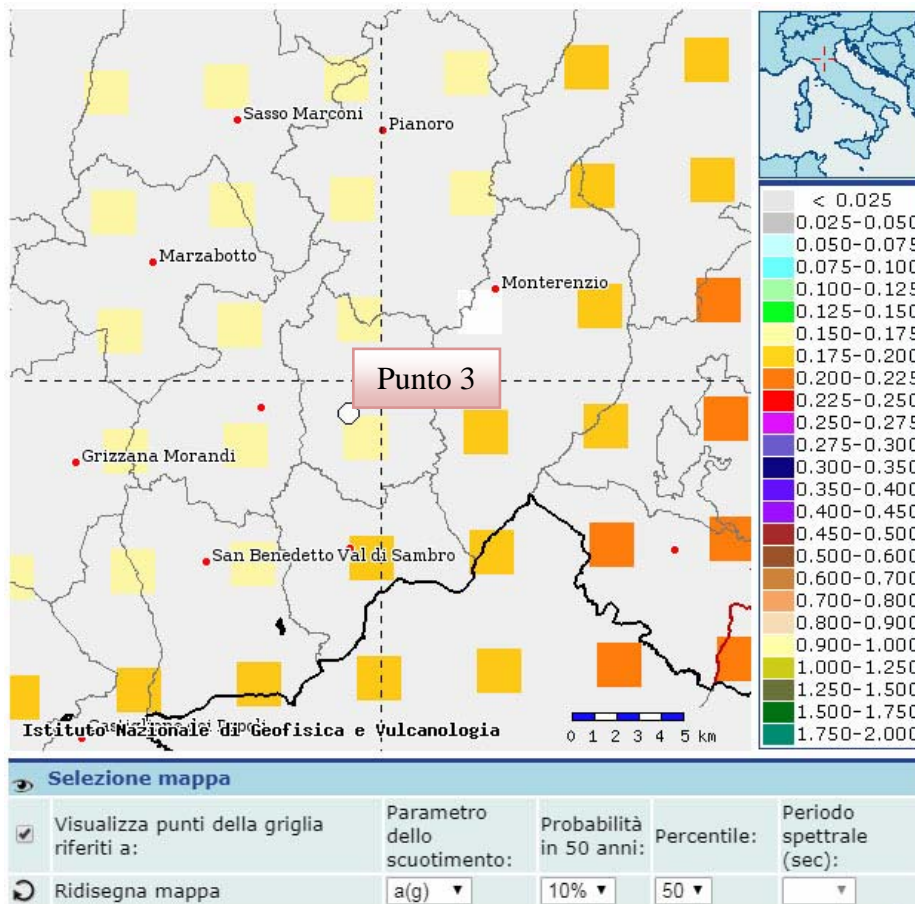 Sasso Marconi
Pianoro
Marzabotto
Monterenzio
Punto 3
Grizzana Morandi
San Benedetto Val di Sambro
Istituto Nazionale di Geofisica e Vulcanologia
0 1 2 3 4 5 km
< 0.025
0.025-0.050
0.050-0.075
0.075-0.100
0.100-0.125
0.125-0.150
0.150-0.175
0.175-0.200
0.200-0.225
0.225-0.250
0.250-0.275
0.275-0.300
0.300-0.350
0.350-0.400
0.400-0.450
0.450-0.500
0.500-0.600
0.600-0.700
0.700-0.800
0.800-0.900
0.900-1.000
1.000-1.250
1.250-1.500
1.500-1.750
1.750-2.000
Selezione mappa
Visualizza punti della griglia
riferiti a:
Parametro
dello
scuotimento:
Probabilità
in 50 anni:
Percentile:
Periodo
spettrale
(sec):
Ridisegna mappa
a(g)
10%
50